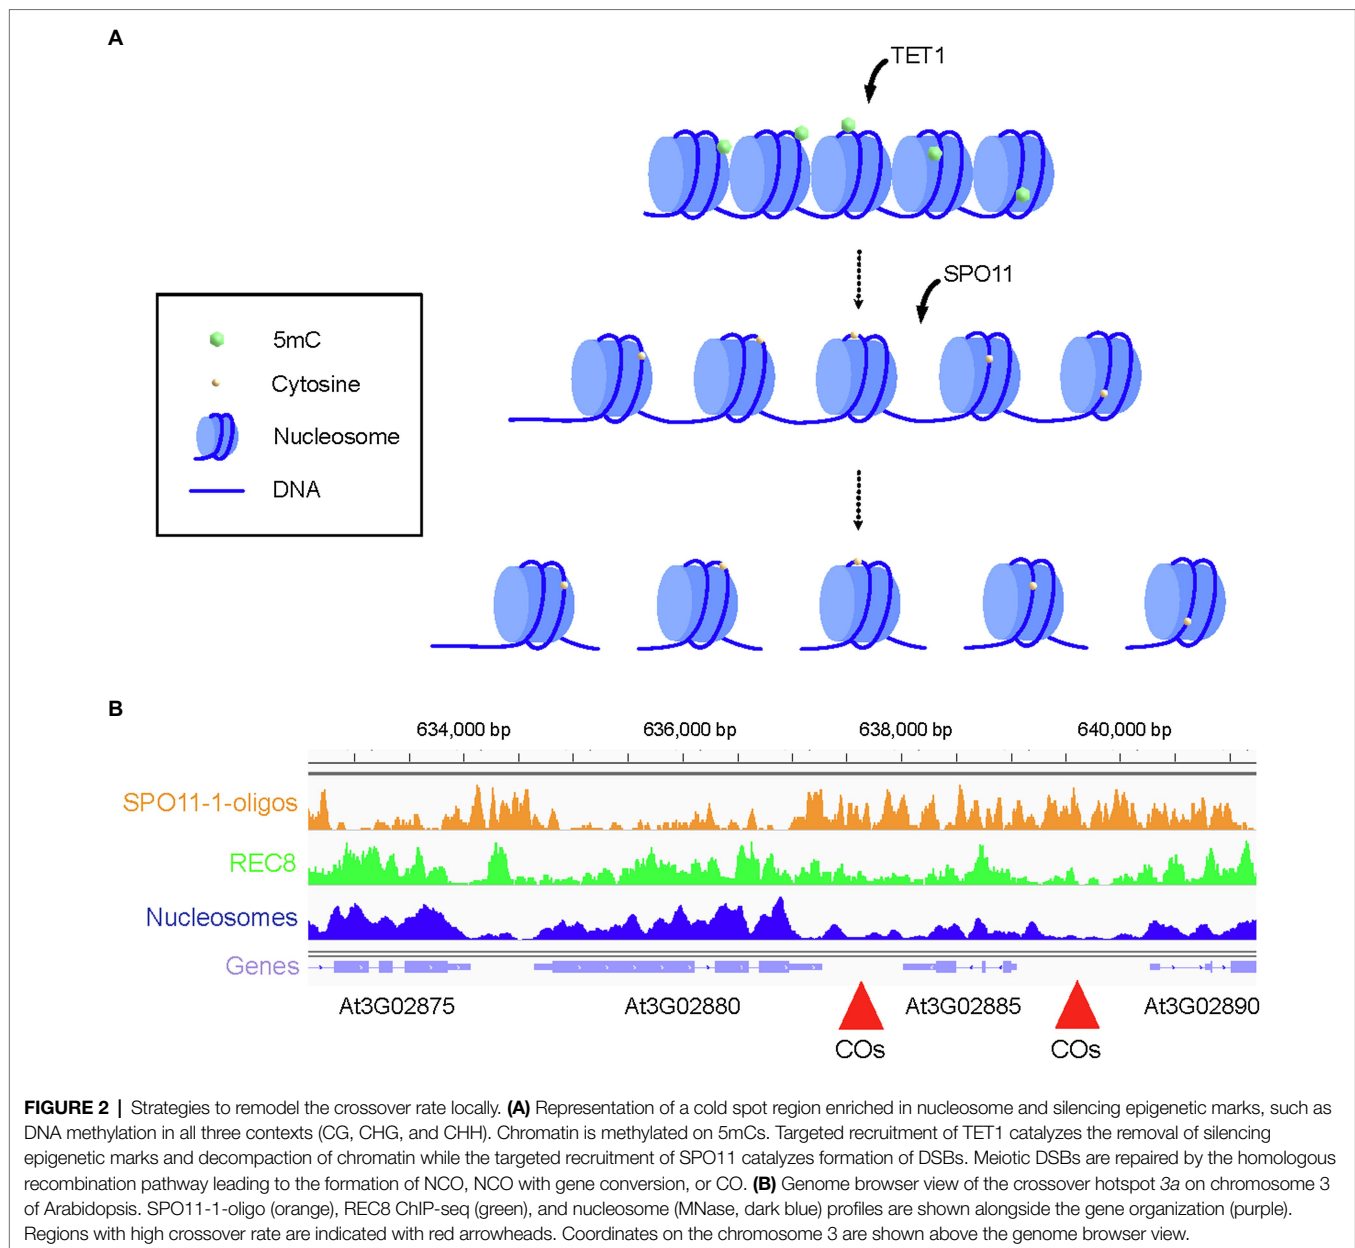 A
TET1
SPO11
5mC
Cytosine
Nucleosome
DNA
B
634,000 bp 636,000 bp 638,000 bp 640,000 bp
SPO11-1-oligos
REC8
Nucleosomes
Genes
At3G02875 At3G02880 At3G02885 At3G02890
COs COs
FIGURE 2 | Strategies to remodel the crossover rate locally. (A) Representation of a cold spot region enriched in nucleosome and silencing epigenetic marks, such as
DNA methylation in all three contexts (CG, CHG, and CHH). Chromatin is methylated on 5mCs. Targeted recruitment of TET1 catalyzes the removal of silencing
epigenetic marks and decompaction of chromatin while the targeted recruitment of SPO11 catalyzes formation of DSBs. Meiotic DSBs are repaired by the homologous
recombination pathway leading to the formation of NCO, NCO with gene conversion, or CO. (B) Genome browser view of the crossover hotspot 3a on chromosome 3
of Arabidopsis. SPO11-1-oligo (orange), REC8 ChIP-seq (green), and nucleosome (MNase, dark blue) profiles are shown alongside the gene organization (purple).
Regions with high crossover rate are indicated with red arrowheads. Coordinates on the chromosome 3 are shown above the genome browser view.